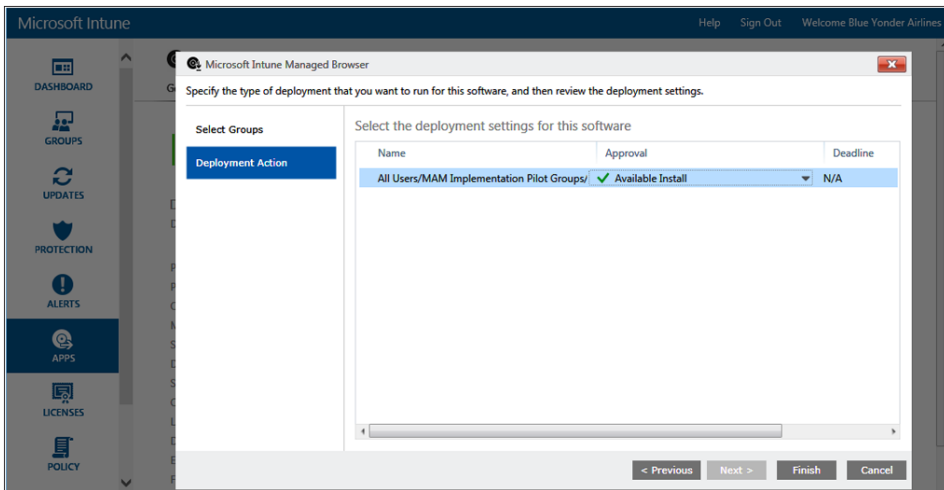 Microsoft Intune
Help Sign Out Welcome Blue Yonder Airlines
DASHBOARD
GROUPS
UPDATES
PROTECTION
ALERTS
APPS
LICENSES
POLICY
Microsoft Intune Managed Browser
Specify the type of deployment that you want to run for this software, and then review the deployment settings.
Select Groups
Deployment Action
Select the deployment settings for this software
Name Approval Deadline
All Users/MAM Implementation Pilot Groups/ Available Install N/A
< Previous Next > Finish Cancel